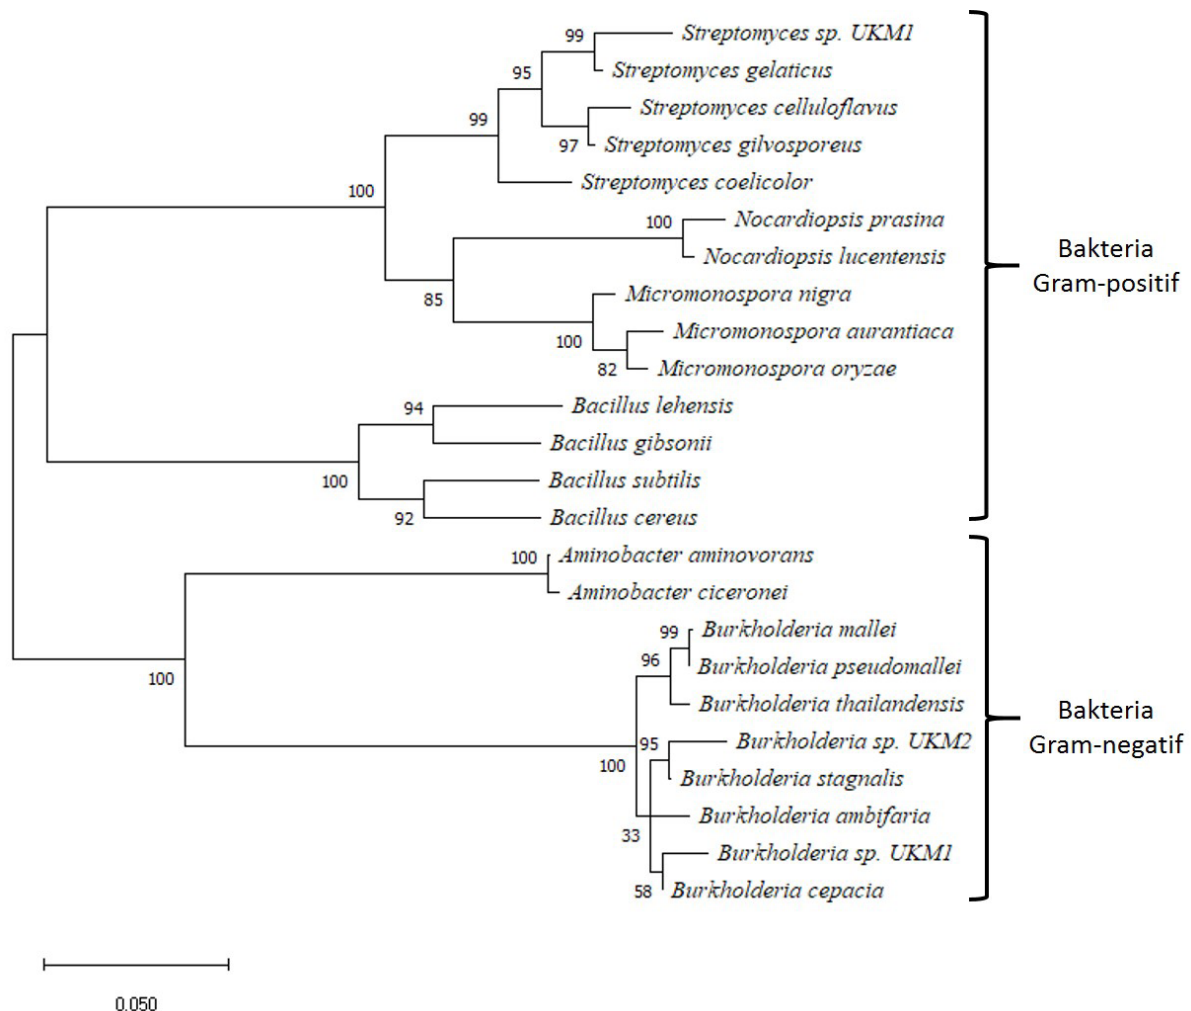 99
Streptomyces sp. UKM1
95
Streptomyces gelaticus
99
Streptomyces celluloflavus
97
Streptomyces gilvosporeus
100
Streptomyces coelicolor
100
Nocardiopsis prasina
Nocardiopsis lucentensis
85
Micromonospora nigra
100
Micromonospora aurantiaca
82
Micromonospora oryzae
94
Bacillus lehensis
Bacillus gibsonii
100
Bacillus subtilis
92
Bacillus cereus
Bakteria
Gram-positif
100
Aminobacter aminovorans
Aminobacter ciceronei
99
Burkholderia mallei
96
Burkholderia pseudomallei
100
Burkholderia thailandensis
95
Burkholderia sp. UKM2
100
Burkholderia stagnalis
Burkholderia ambifaria
33
Burkholderia sp. UKM1
58
Burkholderia cepacia
Bakteria
Gram-negatif
0.050